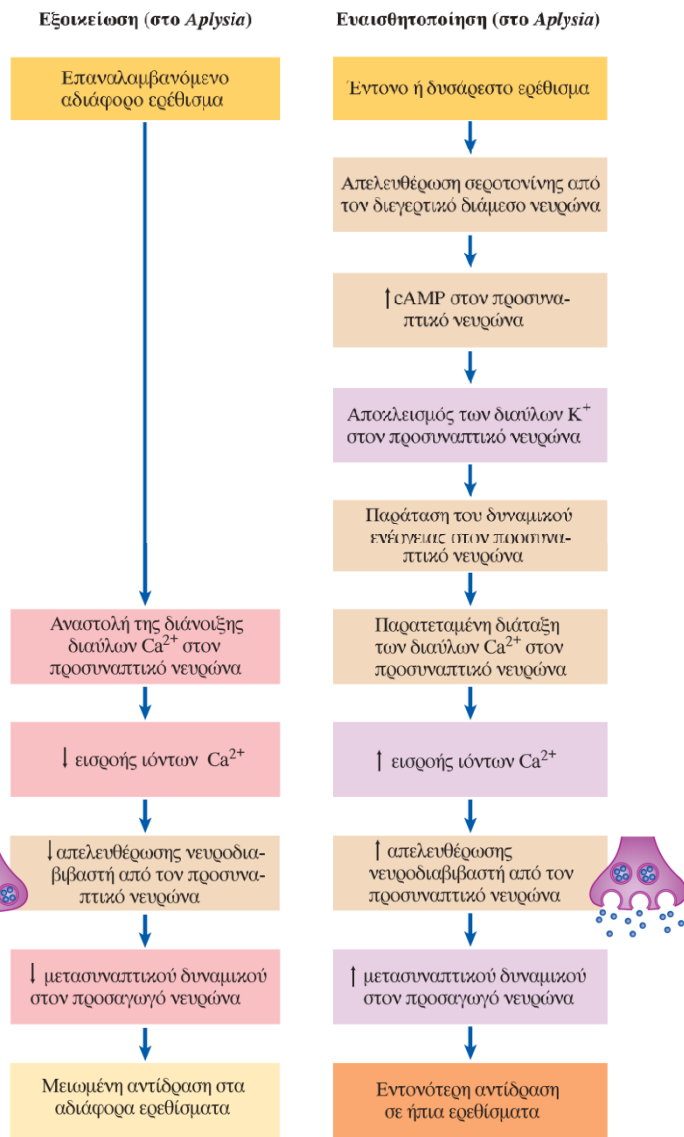 Εξοικείωση (στο Aplysia)
Επαναλαμβανόμενο
αδιάφορο ερέθισμα
Αναστολή της διάνοιξης
διαύλων Ca²⁺ στον
προσυναπτικό νευρώνα
↓ εισροής ιόντων Ca²⁺
↓ απελευθέρωσης νευροδια-
βιβαστή από τον προσυνα-
πτικό νευρώνα
↓ μετασυναπτικού δυναμικού
στον προσαγωγό νευρώνα
Μειωμένη αντίδραση στα
αδιάφορα ερεθίσματα
Ευαισθητοποίηση (στο Aplysia)
Έντονο ή δυσάρεστο ερέθισμα
Απελευθέρωση σεροτονίνης από
τον διεγερτικό διάμεσο νευρώνα
↑ cAMP στον προσυνα-
πτικό νευρώνα
Αποκλεισμός των διαύλων K⁺
στον προσυναπτικό νευρώνα
Παράταση του δυναμικού
ενέργειας στον προσυνα-
πτικό νευρώνα
Παρατεταμένη διάταξη
των διαύλων Ca²⁺ στον
προσυναπτικό νευρώνα
↑ εισροής ιόντων Ca²⁺
↑ απελευθέρωσης
νευροδιαβιβαστή από τον
προσυναπτικό νευρώνα
↑ μετασυναπτικού δυναμικού
στον προσαγωγό νευρώνα
Εντονότερη αντίδραση
σε ήπια ερεθίσματα